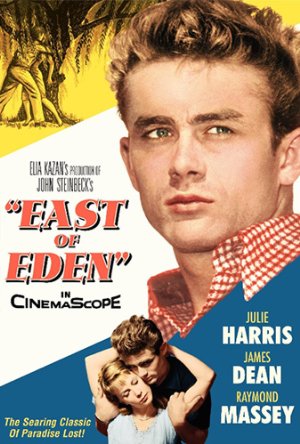 ELIA KAZAN'S PRODUCTION OF
JOHN STEINBECK'S
"EAST
OF
EDEN"
IN
CINEMASCOPE
JULIE
HARRIS
JAMES
DEAN
RAYMOND
MASSEY
The Searing Classic
Of Paradise Lost!